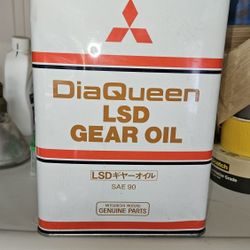 DiaQueen
LSD
GEAR OIL
LSDギヤーオイル
SAE 90
MITSUBISHI MOTORS
GENUINE PARTS